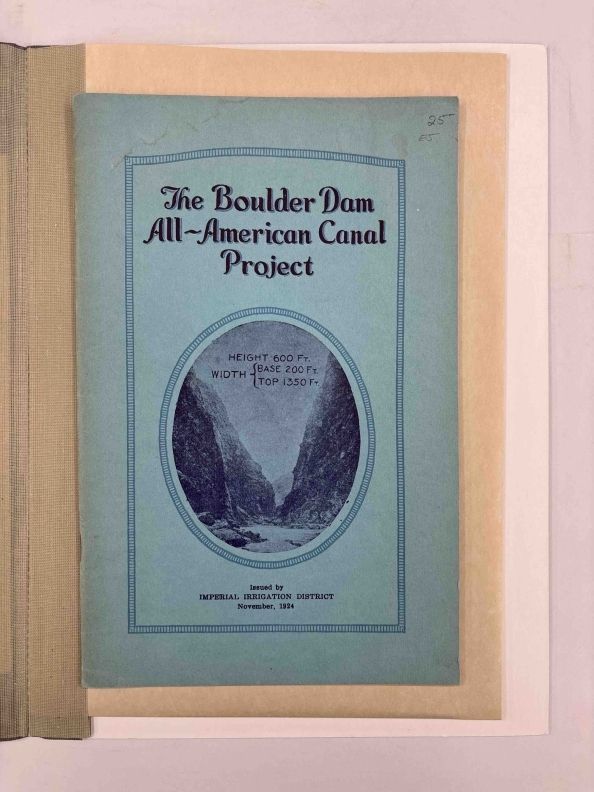 25
E5
The Boulder Dam
All-American Canal
Project
HEIGHT 600 FT.
WIDTH { BASE 200 FT.
TOP 1350 FT.
Issued by
IMPERIAL IRRIGATION DISTRICT
November, 1924